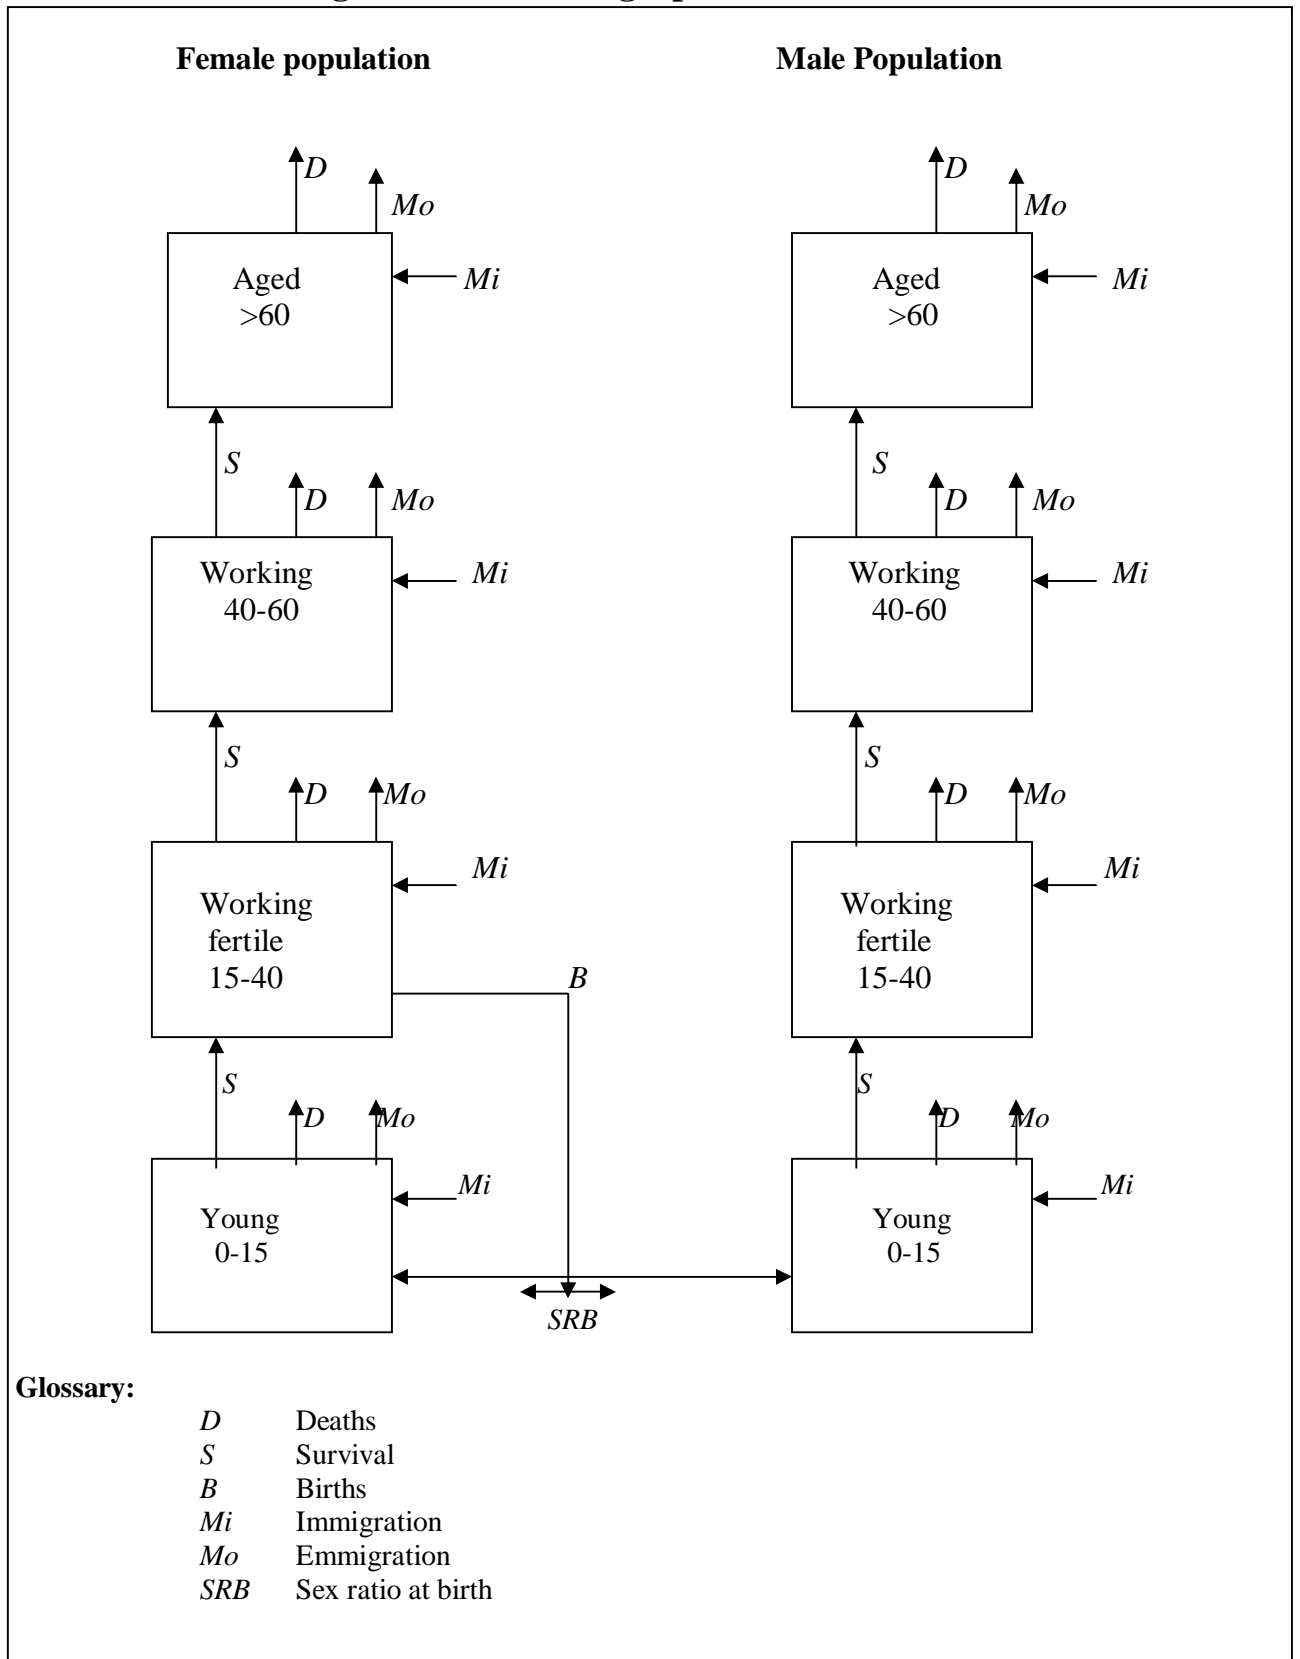 Female population Male Population
D D
Mo Mo
Aged Aged
>60 >60
Mi Mi
S S
D Mo D Mo
Working Working
40-60 40-60
Mi Mi
S S
D Mo D Mo
Mi Mi
Working Working
fertile fertile
15-40 15-40
B
S S
D Mo D Mo
Mi Mi
Young Young
0-15 0-15
SRB
Glossary:
D Deaths
S Survival
B Births
Mi Immigration
Mo Emmigration
SRB Sex ratio at birth